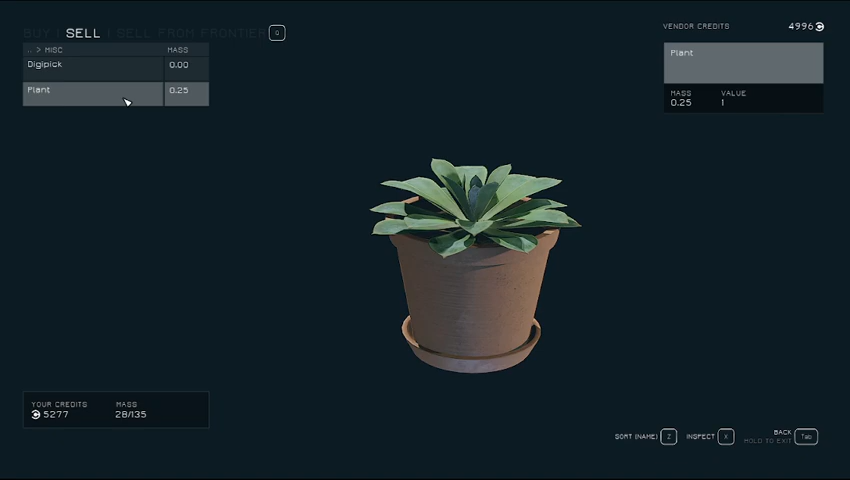 BUY | SELL | SELL FROM FRONTIER Q
.. > MISC MASS
Digipick 0.00
Plant 0.25
VENDOR CREDITS 4996
Plant
MASS VALUE
0.25 1
YOUR CREDITS MASS
5277 28/135
SORT (NAME) Z INSPECT X BACK Tab
HOLD TO EXIT